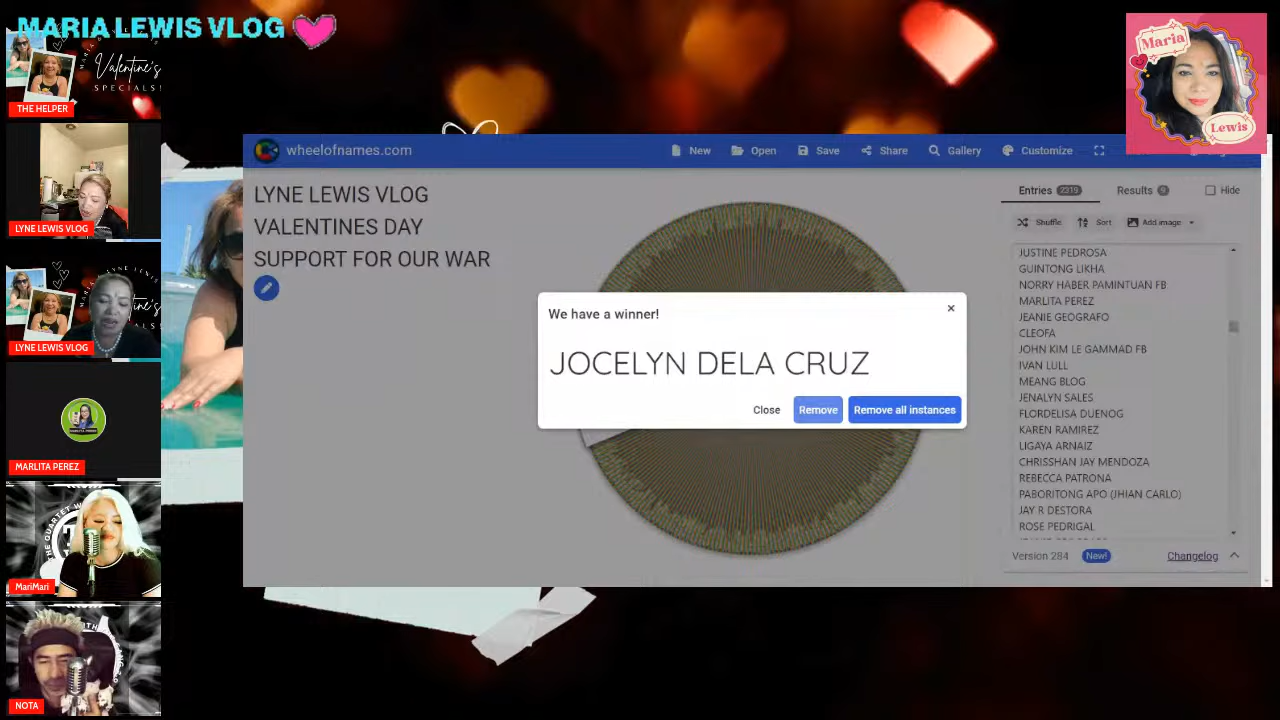 MARIA LEWIS VLOG
Valentine's
SPECIALS!
THE HELPER
LYNE LEWIS VLOG
LYNE LEWIS VLOG
MARLITA PEREZ
MariMari
NOTA
Maria
Lewis
wheelofnames.com
New
Open
Save
Share
Gallery
Customize
LYNE LEWIS VLOG
VALENTINES DAY
SUPPORT FOR OUR WAR
We have a winner!
JOCELYN DELA CRUZ
Close
Remove
Remove all instances
Entries 2319
Results 9
Hide
Shuffle
Sort
Add image
JUSTINE PEDROSA
GUINTONG LIKHA
NORRY HABER PAMINTUAN FB
MARLITA PEREZ
JEANIE GEOGRAFO
CLEOFA
JOHN KIM LE GAMMAD FB
IVAN LULL
MEANG BLOG
JENALYN SALES
FLORDELISA DUENOG
KAREN RAMIREZ
LIGAYA ARNAIZ
CHRISSHAN JAY MENDOZA
REBECCA PATRONA
PABORITONG APO (JHIAN CARLO)
JAY R DESTORA
ROSE PEDRIGAL
Version 284 New!
Changelog